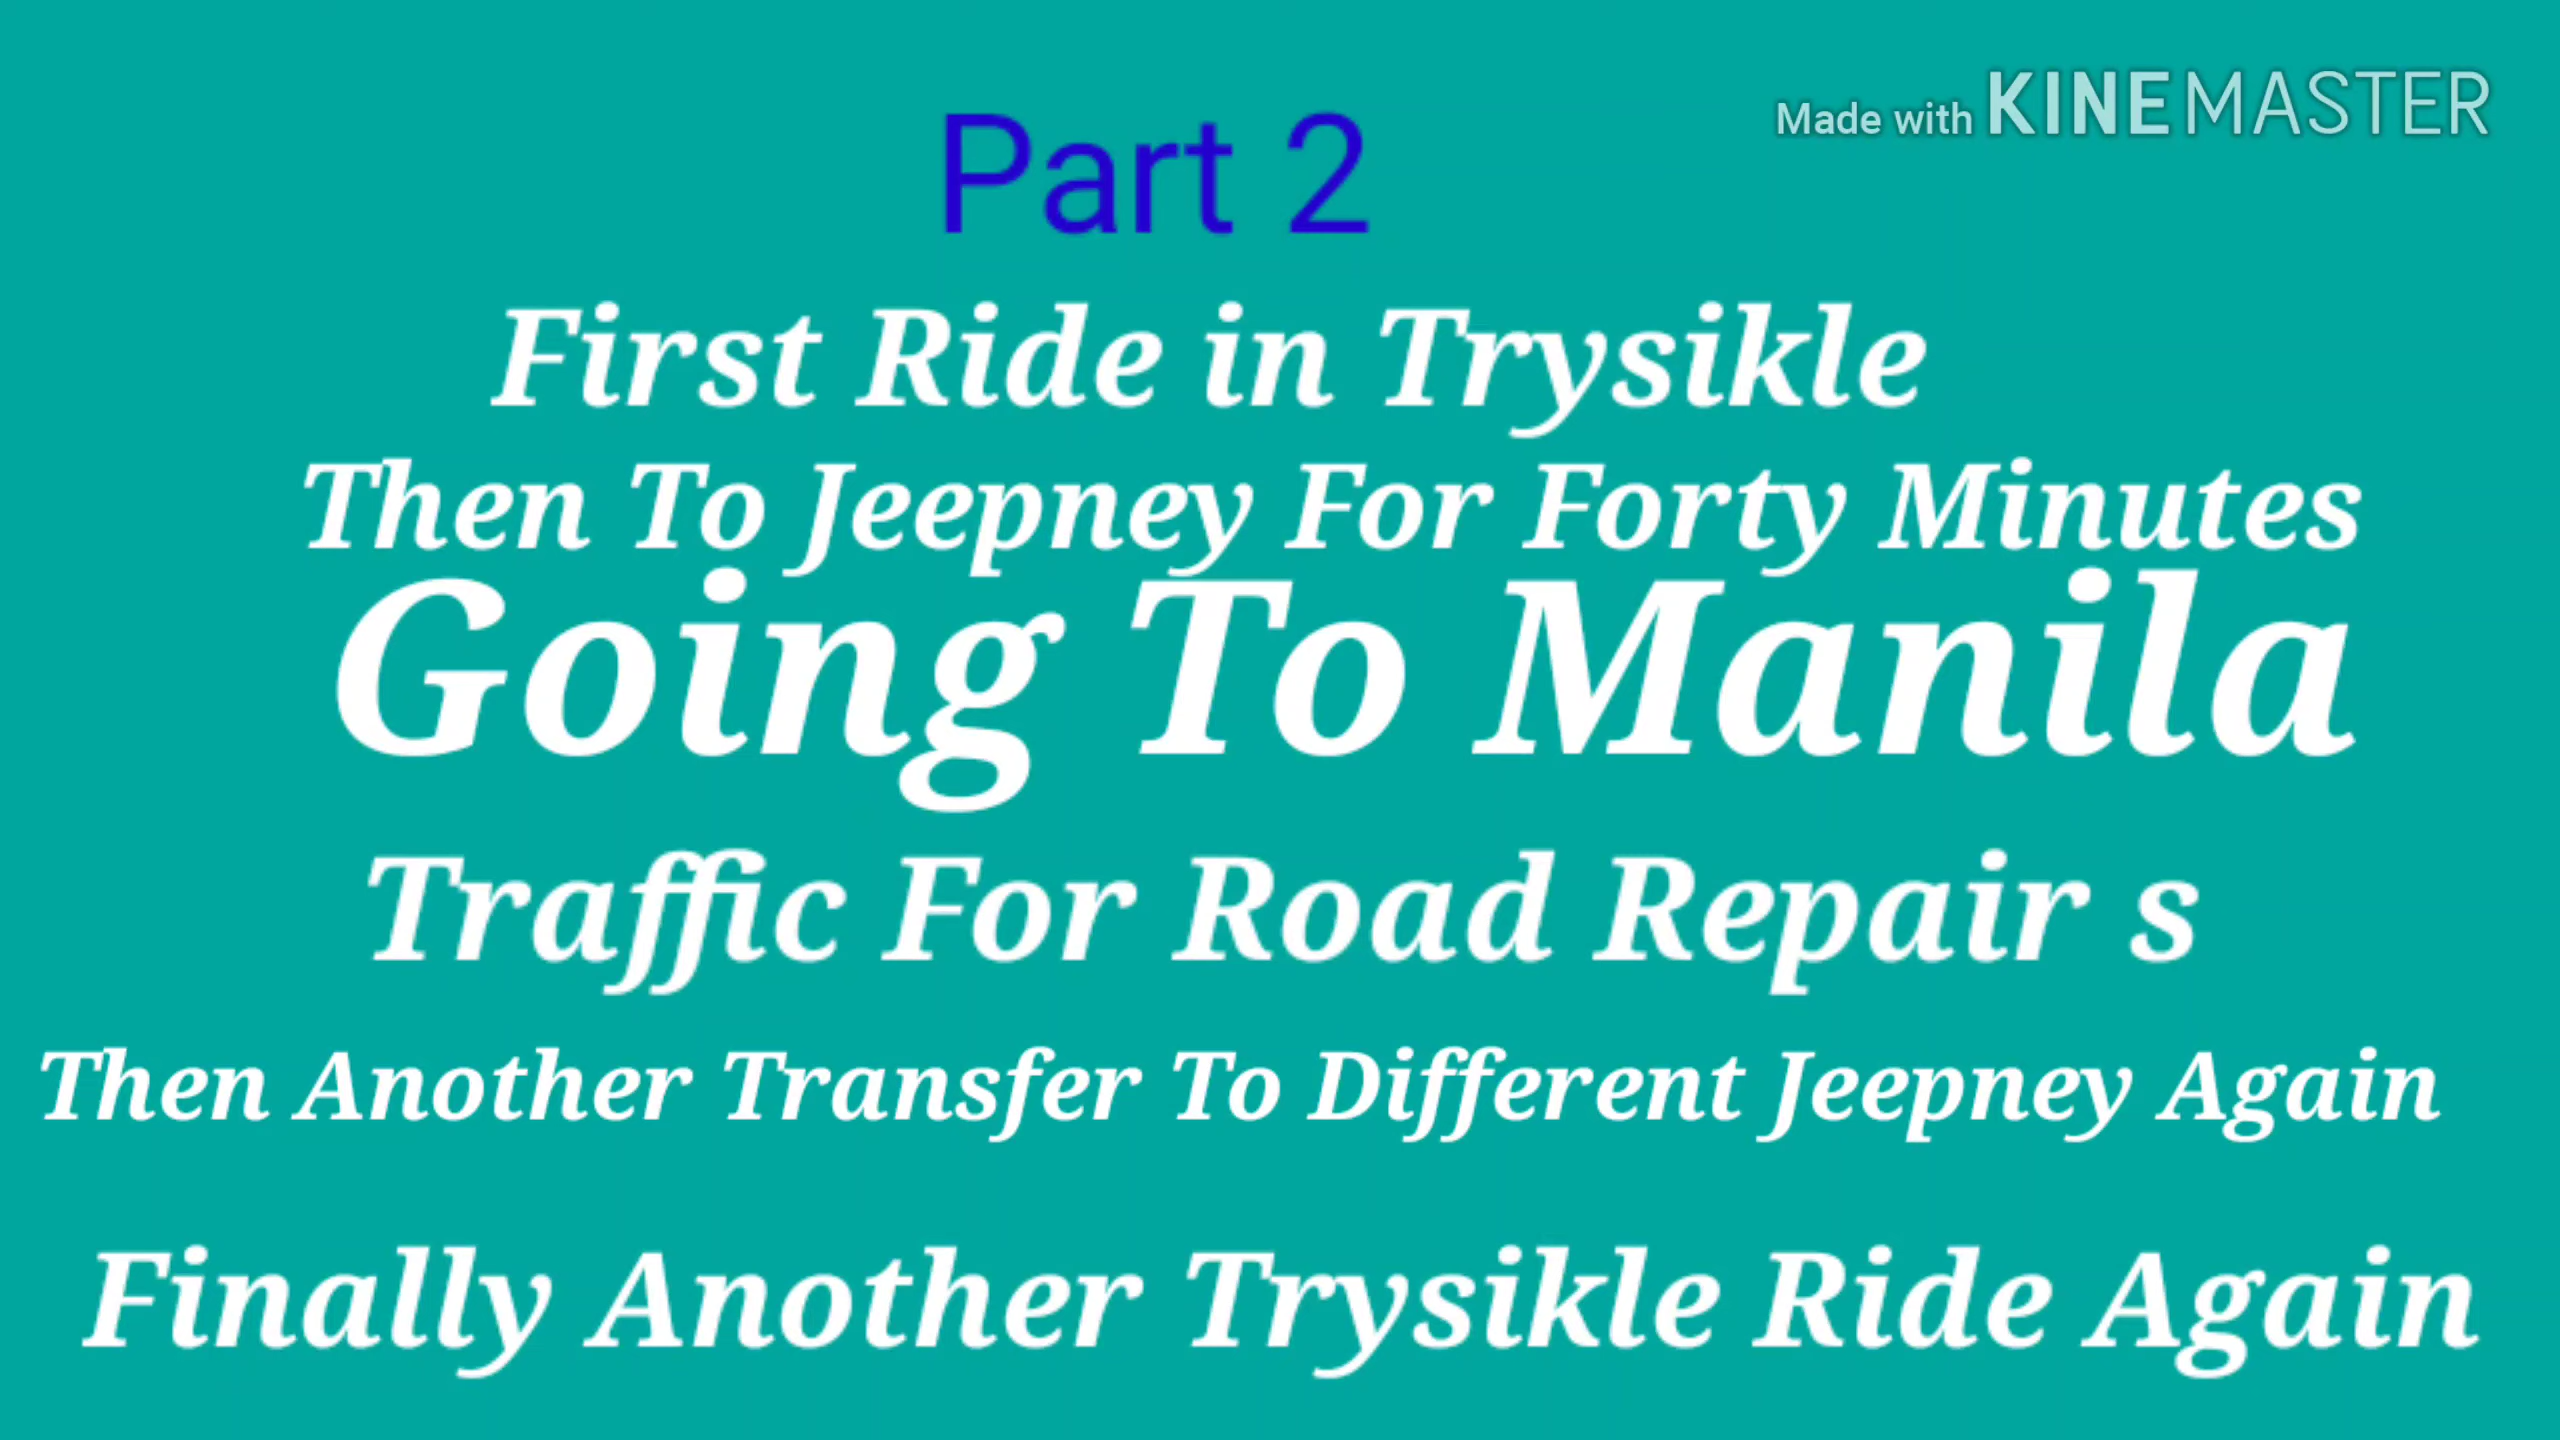 Made with KINEMASTER
Part 2
First Ride in Trysikle
Then To Jeepney For Forty Minutes
Going To Manila
Traffic For Road Repair s
Then Another Transfer To Different Jeepney Again
Finally Another Trysikle Ride Again